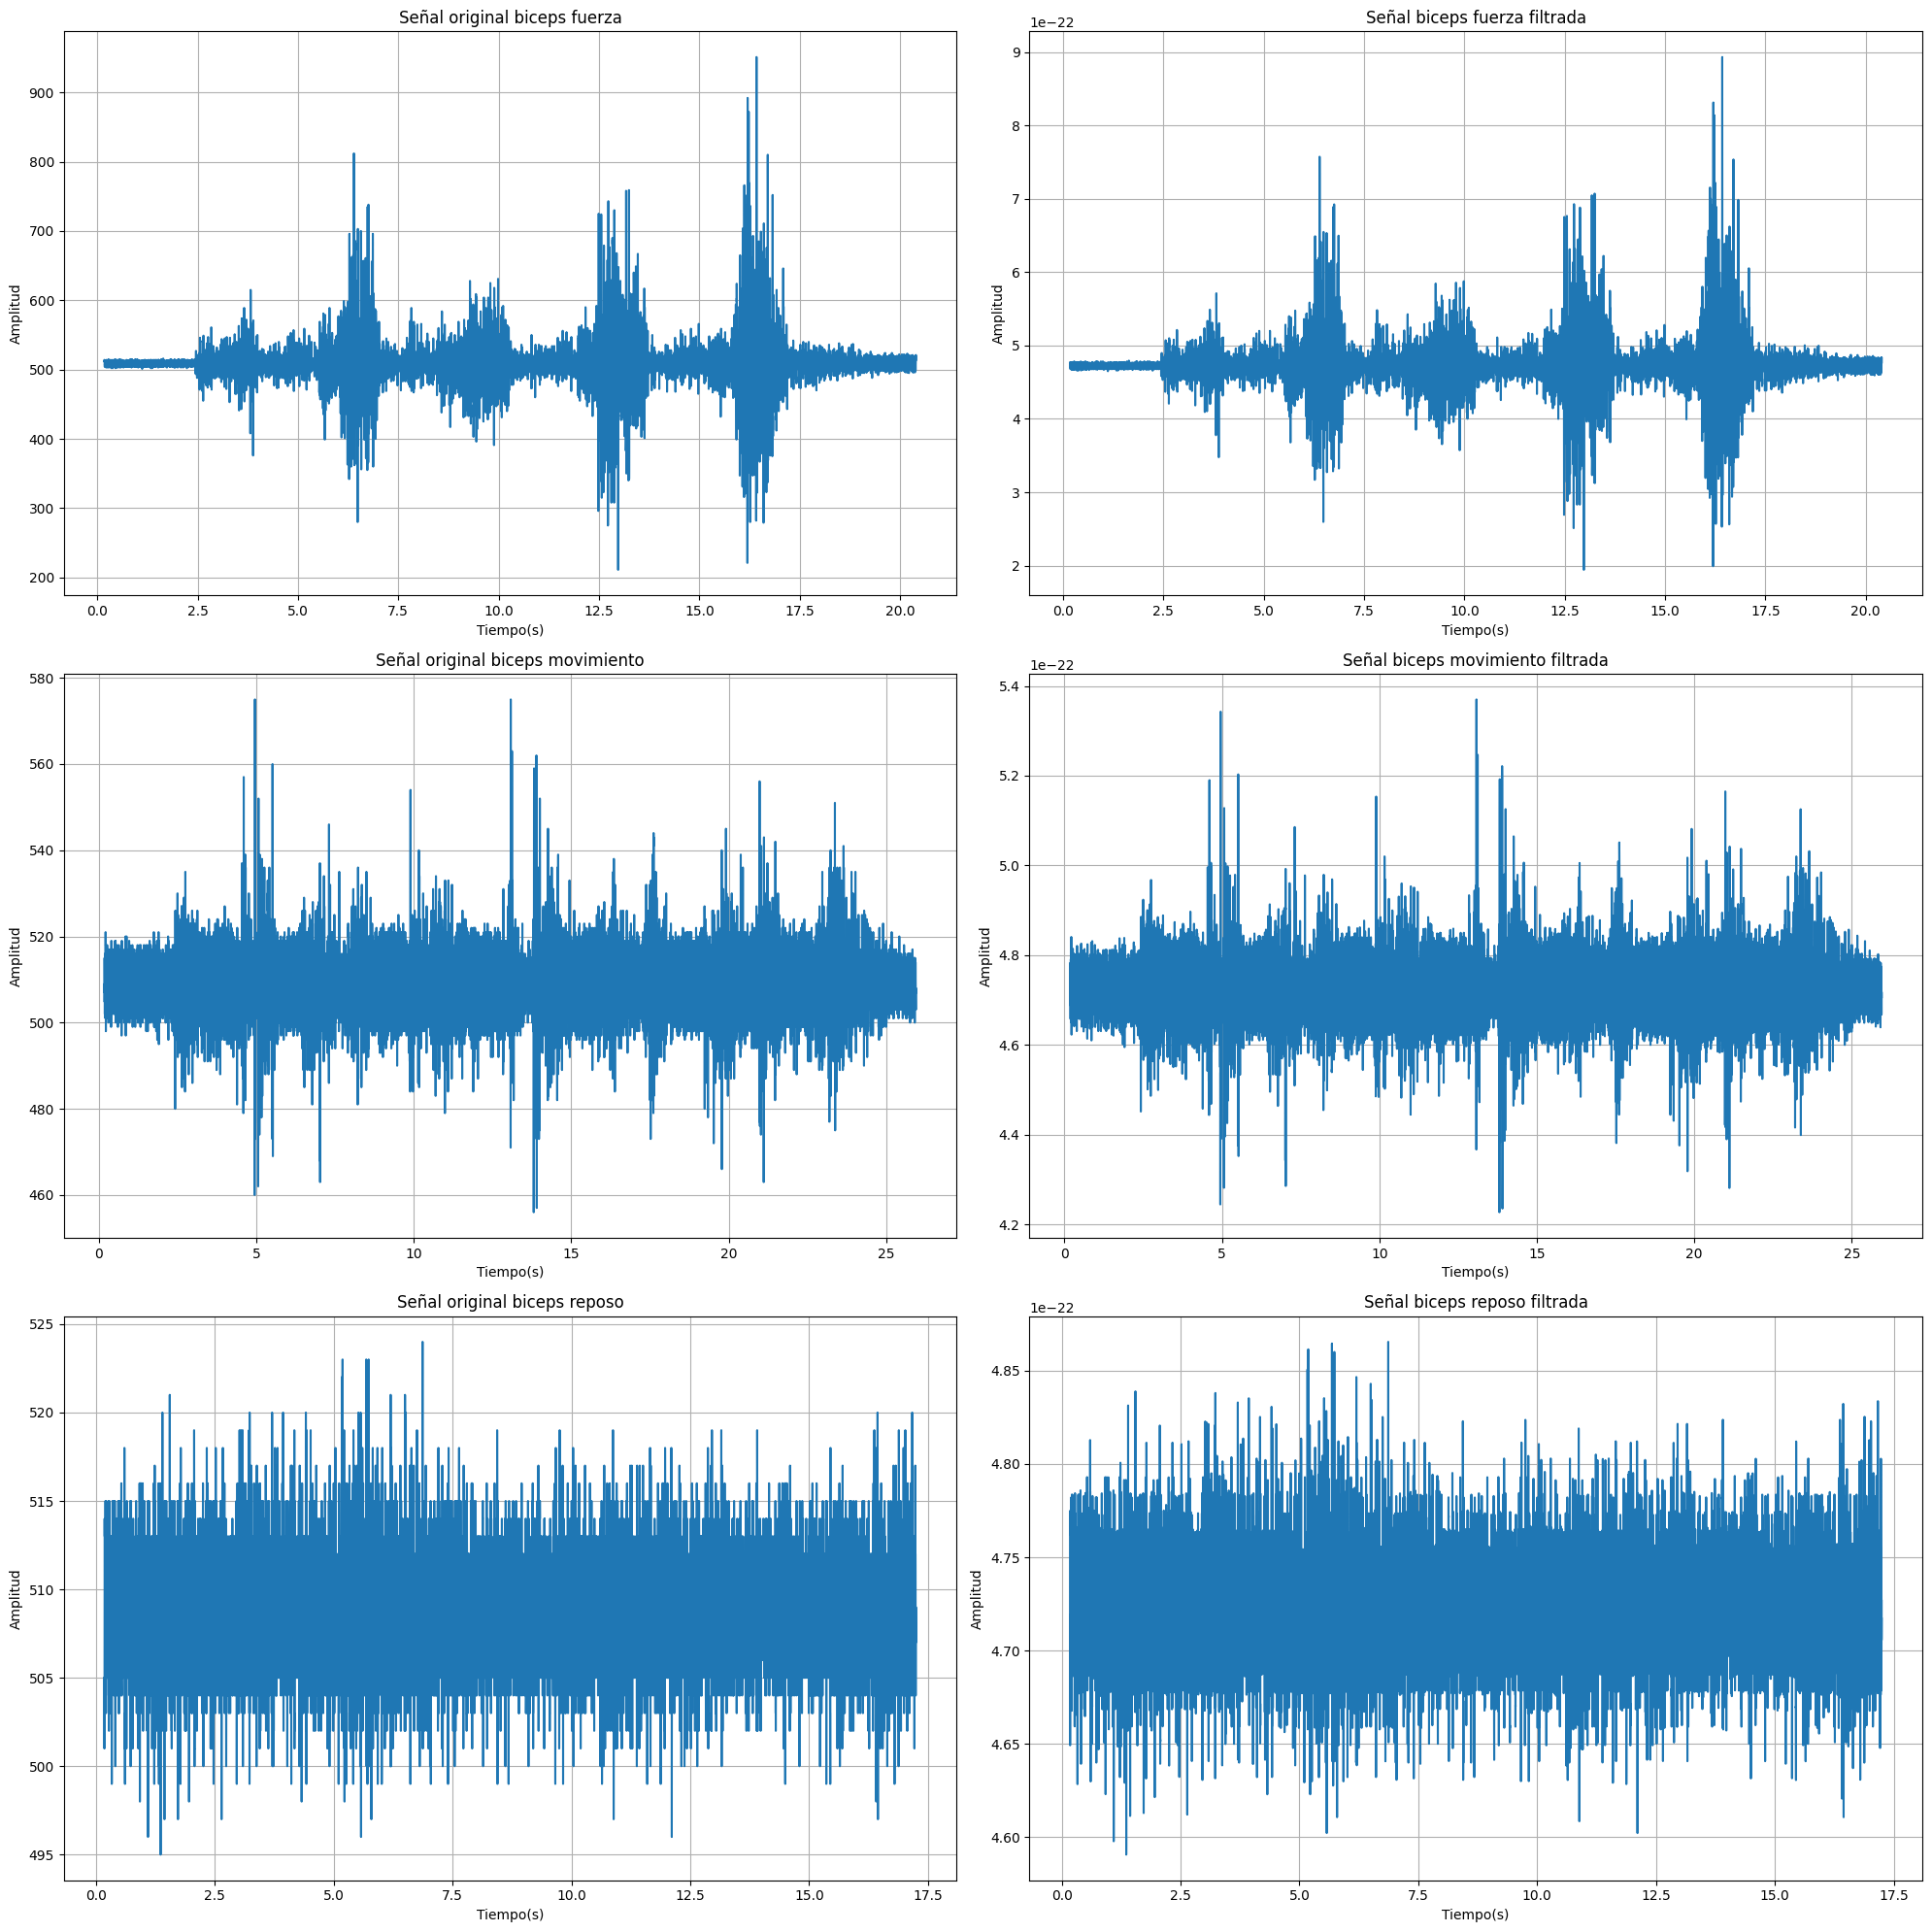 Señal original biceps fuerza
Amplitud
900
800
700
600
500
400
300
200
0.0 2.5 5.0 7.5 10.0 12.5 15.0 17.5 20.0
Tiempo(s)
Señal biceps fuerza filtrada
1e−22
Amplitud
9
8
7
6
5
4
3
2
0.0 2.5 5.0 7.5 10.0 12.5 15.0 17.5 20.0
Tiempo(s)
Señal original biceps movimiento
Amplitud
580
560
540
520
500
480
460
0 5 10 15 20 25
Tiempo(s)
Señal biceps movimiento filtrada
1e−22
Amplitud
5.4
5.2
5.0
4.8
4.6
4.4
4.2
0 5 10 15 20 25
Tiempo(s)
Señal original biceps reposo
Amplitud
525
520
515
510
505
500
495
0.0 2.5 5.0 7.5 10.0 12.5 15.0 17.5
Tiempo(s)
Señal biceps reposo filtrada
1e−22
Amplitud
4.85
4.80
4.75
4.70
4.65
4.60
0.0 2.5 5.0 7.5 10.0 12.5 15.0 17.5
Tiempo(s)